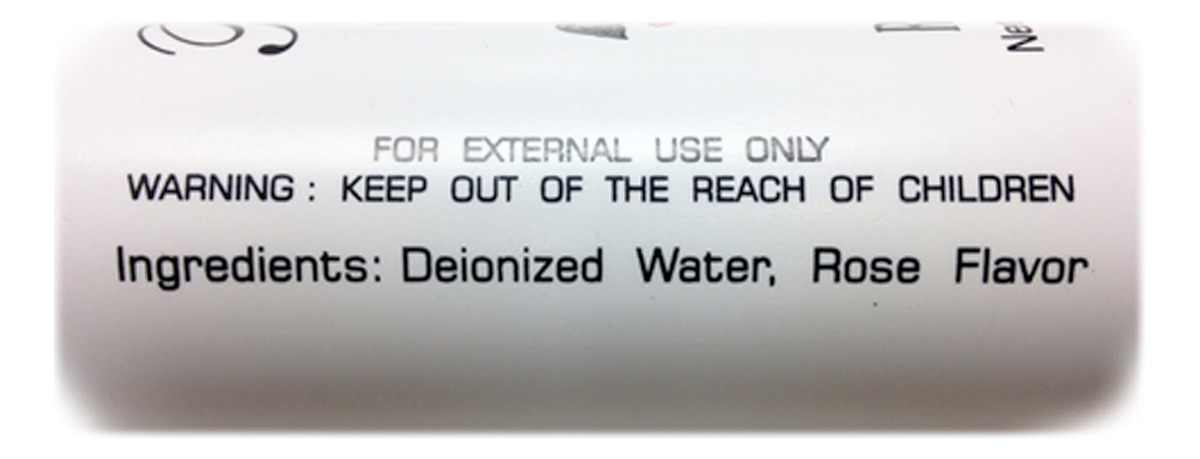 FOR EXTERNAL USE ONLY
WARNING : KEEP OUT OF THE REACH OF CHILDREN
Ingredients: Deionized Water, Rose Flavor